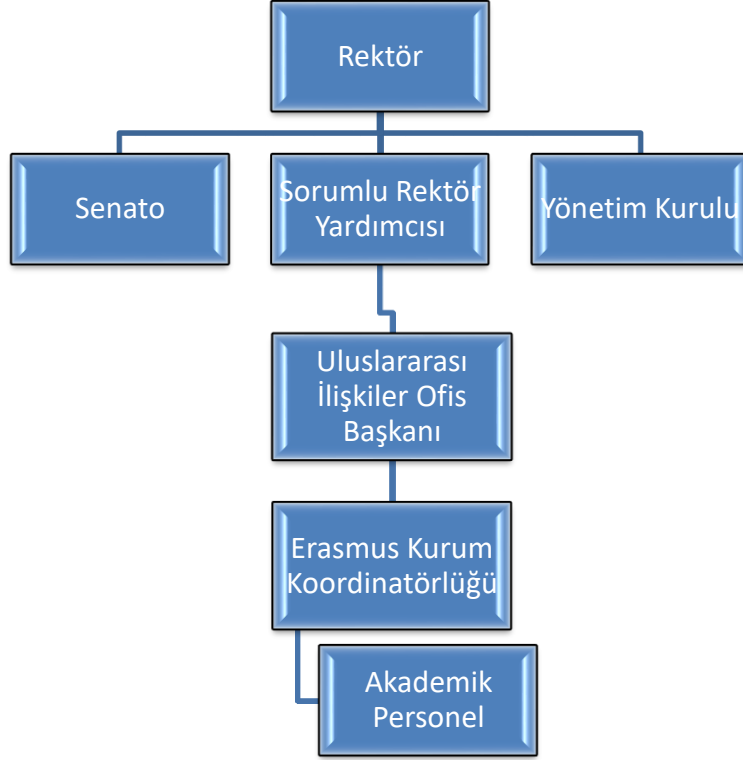 Rektör
Senato
Sorumlu Rektör
Yardımcısı
Yönetim Kurulu
Uluslararası
İlişkiler Ofis
Başkanı
Erasmus Kurum
Koordinatörlüğü
Akademik
Personel